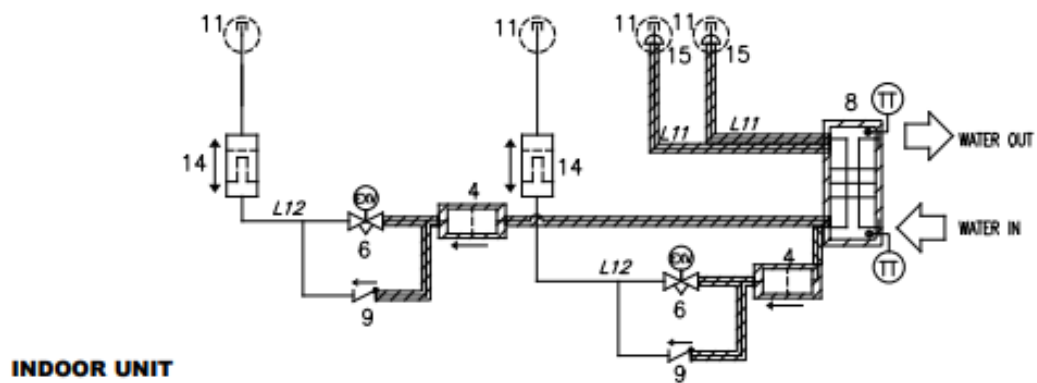 11
11
11
11
15
15
8
TT
L11
L11
WATER OUT
14
14
4
L12
EXV
6
WATER IN
4
TT
L12
EXV
6
9
9
INDOOR UNIT